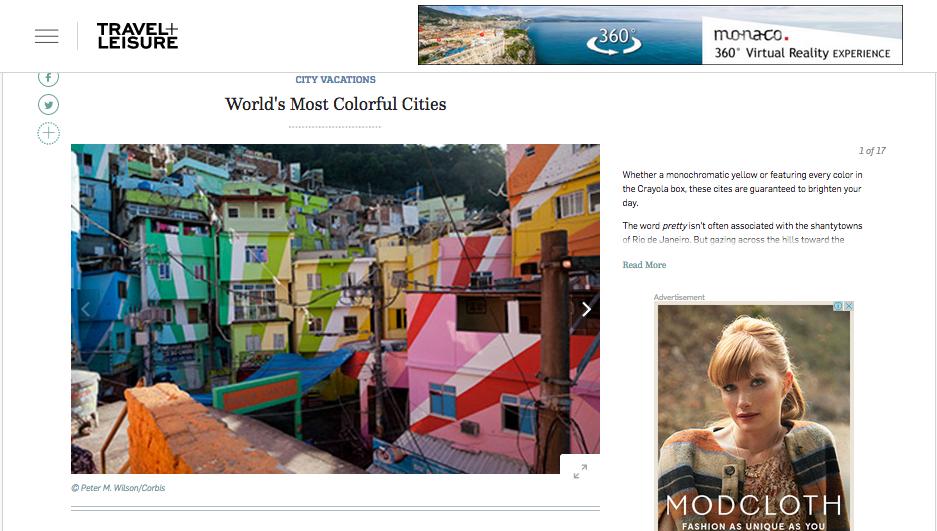 TRAVEL+
LEISURE
360°
monaco.
360° Virtual Reality EXPERIENCE
CITY VACATIONS
World's Most Colorful Cities
1 of 17
Whether a monochromatic yellow or featuring every color in
the Crayola box, these cites are guaranteed to brighten your
day.
The word pretty isn't often associated with the shantytowns
of Rio de Janeiro. But gazing across the hills toward the
Read More
© Peter M. Wilson/Corbis
Advertisement
MODCLOTH
FASHION AS UNIQUE AS YOU